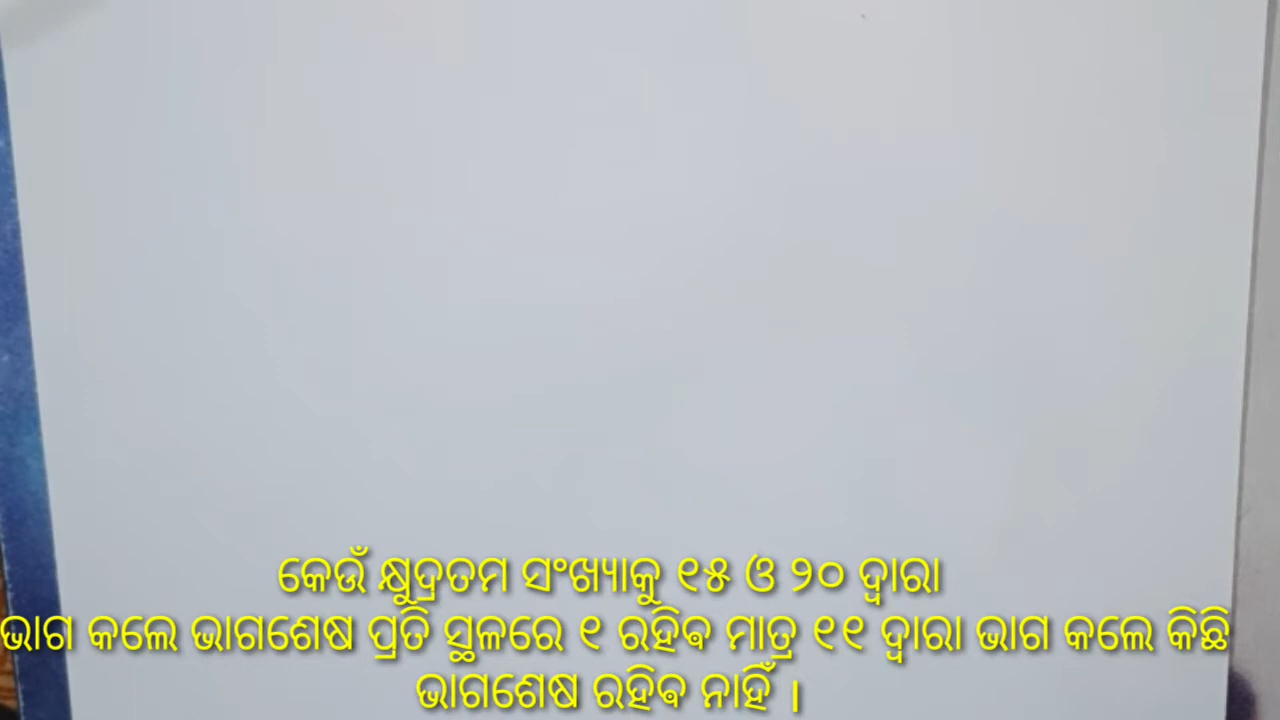 କେଉଁ କ୍ଷୁଦ୍ରତମ ସଂଖ୍ୟାକୁ ୧୫ ଓ ୨୦ ଦ୍ୱାରା
ଭାଗ କଲେ ଭାଗଶେଷ ପ୍ରତି ସ୍ଥଳରେ ୧ ରହିଵ ମାତ୍ର ୧୧ ଦ୍ୱାରା ଭାଗ କଲେ କିଛି
ଭାଗଶେଷ ରହିଵ ନାହିଁ ।